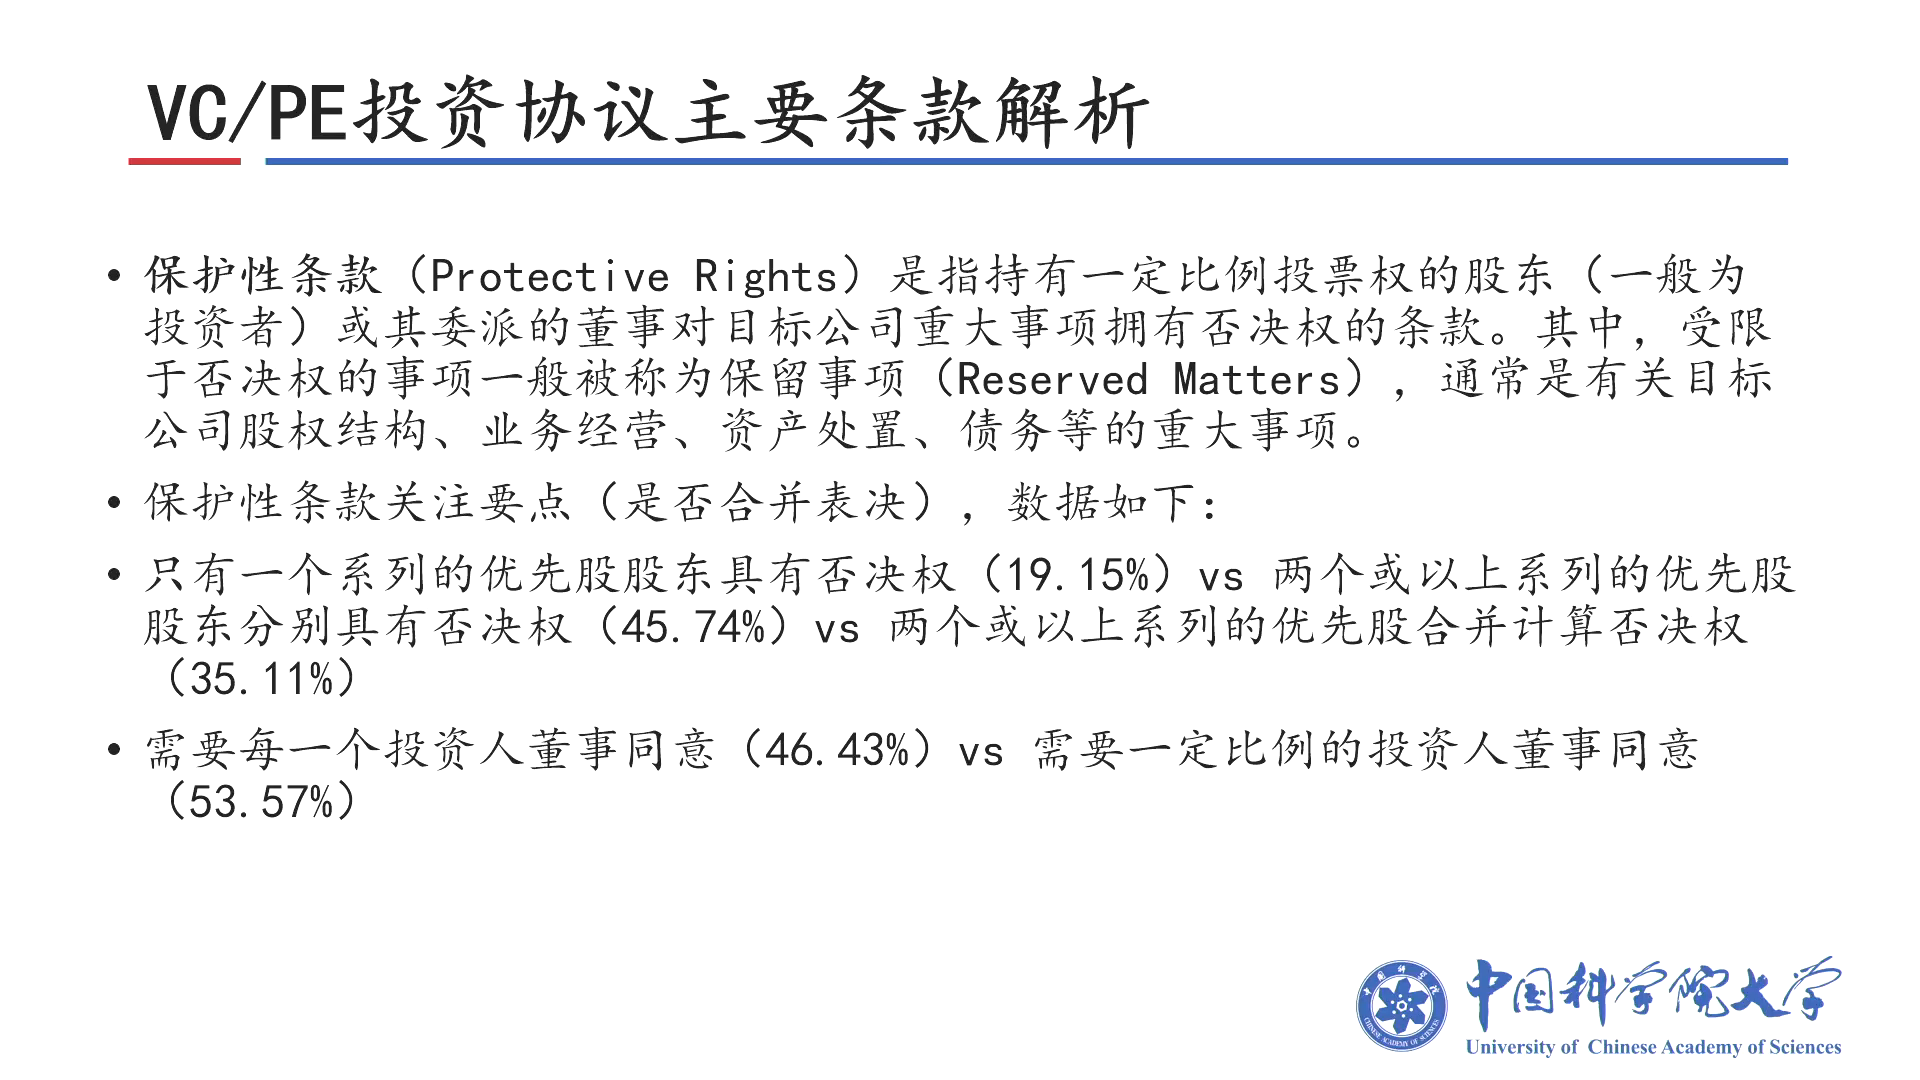 VC/PE投资协议主要条款解析
• 保护性条款（Protective Rights）是指持有一定比例投票权的股东（一般为
投资者）或其委派的董事对目标公司重大事项拥有否决权的条款。其中，受限
于否决权的事项一般被称为保留事项（Reserved Matters），通常是有关目标
公司股权结构、业务经营、资产处置、债务等的重大事项。
• 保护性条款关注要点（是否合并表决），数据如下：
• 只有一个系列的优先股股东具有否决权（19.15%）vs 两个或以上系列的优先股
股东分别具有否决权（45.74%）vs 两个或以上系列的优先股合并计算否决权
（35.11%）
• 需要每一个投资人董事同意（46.43%）vs 需要一定比例的投资人董事同意
（53.57%）
中国科学院大学
University of Chinese Academy of Sciences
中国科学院
CHINESE ACADEMY OF SCIENCES